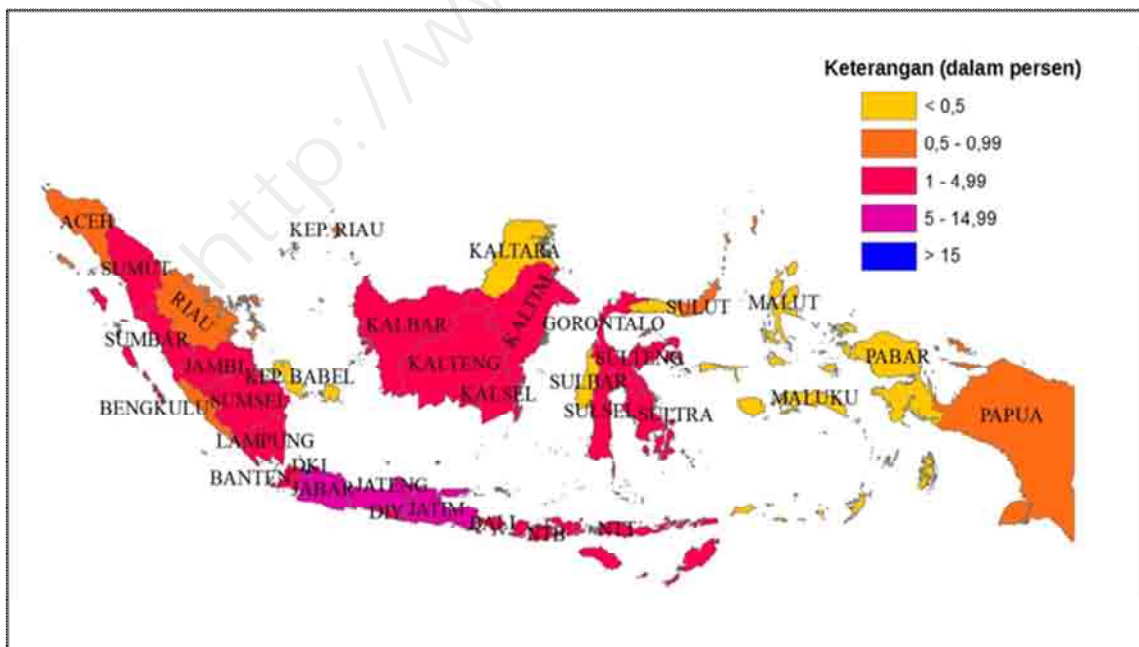 http://w
Keterangan (dalam persen)
< 0,5
0,5 - 0,99
1 - 4,99
5 - 14,99
> 15
ACEH
SUMUT
RIAU
KEP. RIAU
SUMBAR
JAMBI
KEP. BABEL
BENGKULU
SUMSEL
LAMPUNG
BANTEN
DKI
JABAR
JATENG
DIY
JATIM
BALI
NTB
NTT
KALBAR
KALTENG
KALSEL
KALTIM
KALTARA
GORONTALO
SULUT
SULTENG
SULBAR
SULSEL
SULTRA
MALUT
MALUKU
PABAR
PAPUA